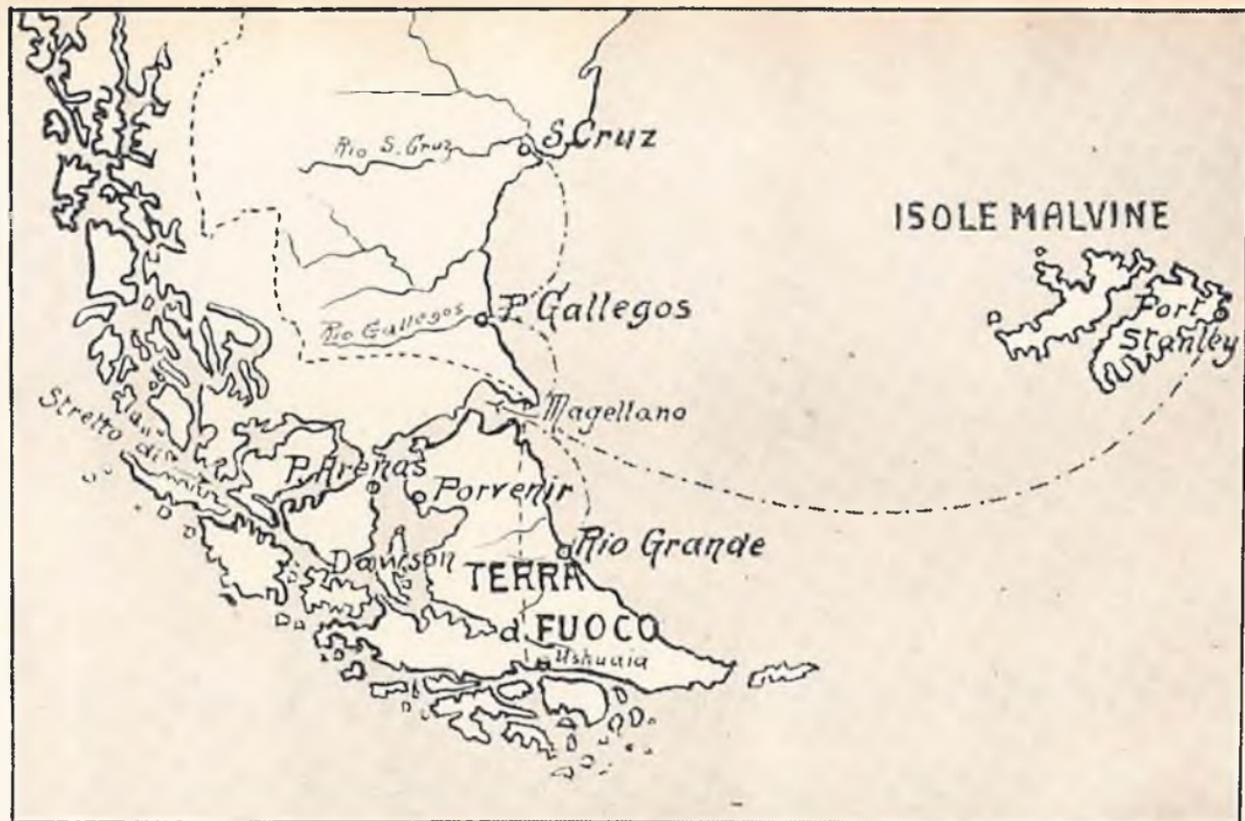 Rio S. Cruz
S. Cruz
ISOLE MALVINE
Port
Stanley
Rio Gallegos
P. Gallegos
Magellano
Stretto di
P. Arenas
Porvenir
Rio Grande
Dawson
TERRA
d. FUOCO
Ushuaia